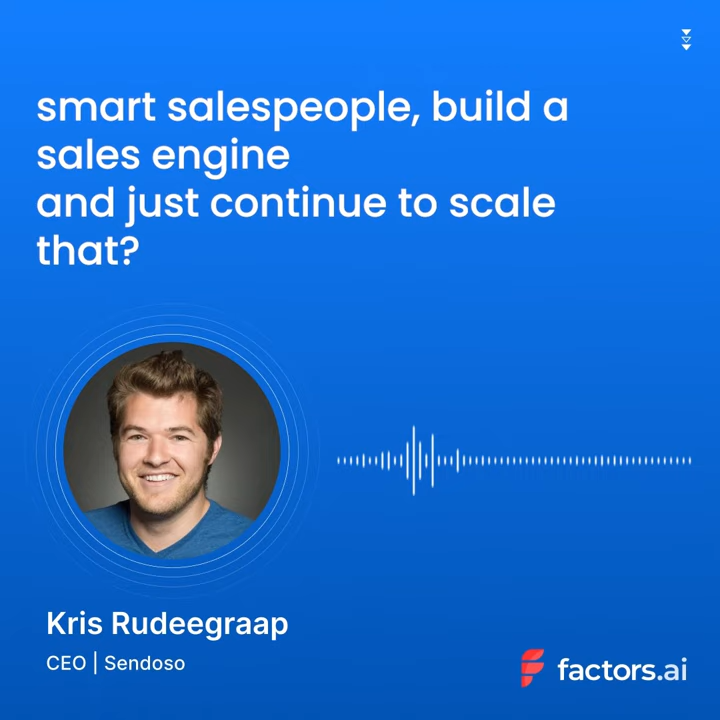 smart salespeople, build a
sales engine
and just continue to scale
that?
Kris Rudeegraap
CEO | Sendoso
factors.ai